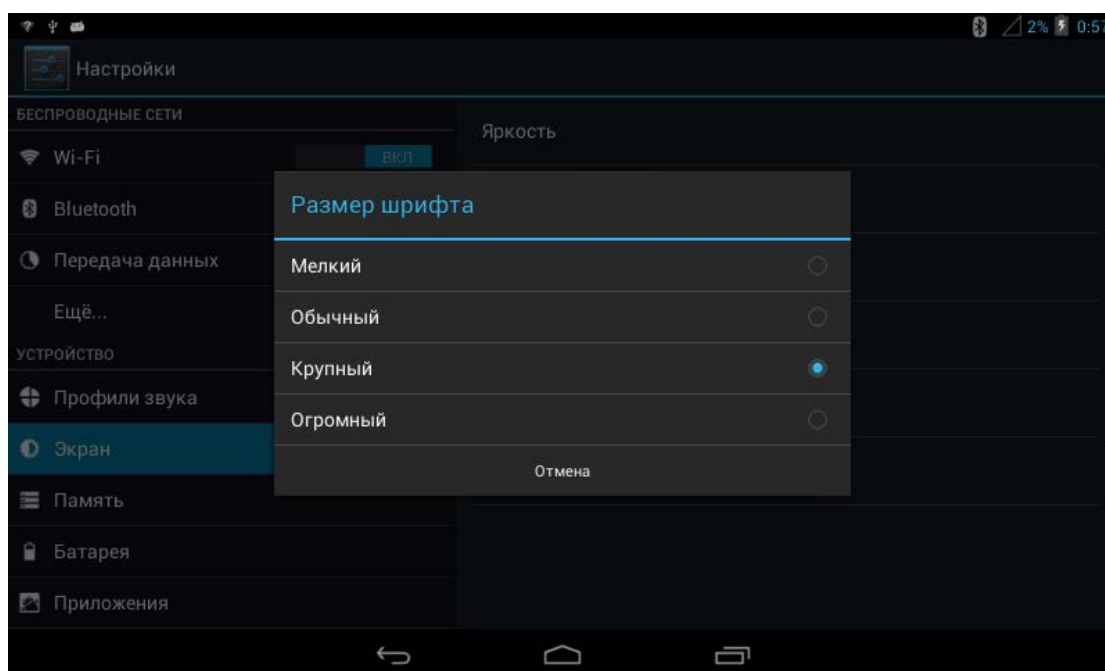 2% 0:57
Настройки
БЕСПРОВОДНЫЕ СЕТИ
Wi-Fi ВКЛ
Bluetooth
Передача данных
Ещё...
УСТРОЙСТВО
Профили звука
Экран
Память
Батарея
Приложения
Яркость
Размер шрифта
Мелкий
Обычный
Крупный
Огромный
Отмена